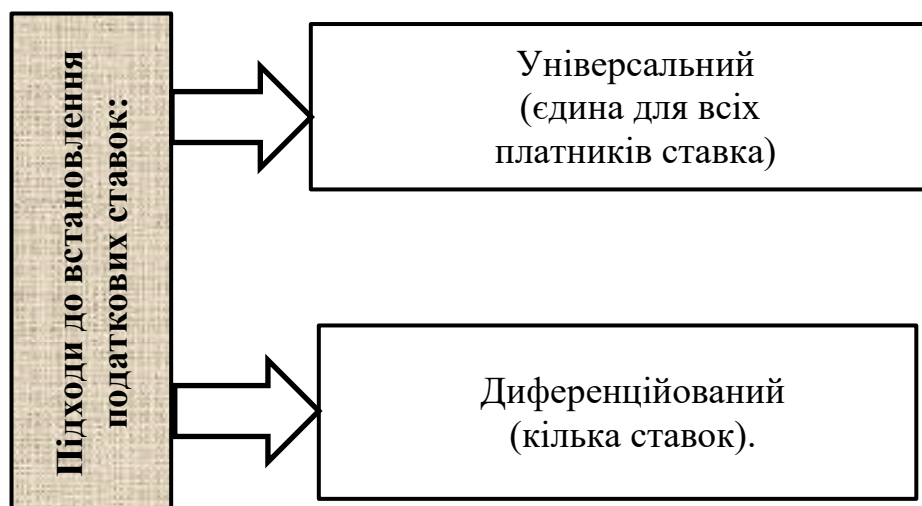 Підходи до встановлення
податкових ставок:
Універсальний
(єдина для всіх
платників ставка)
Диференційований
(кілька ставок).